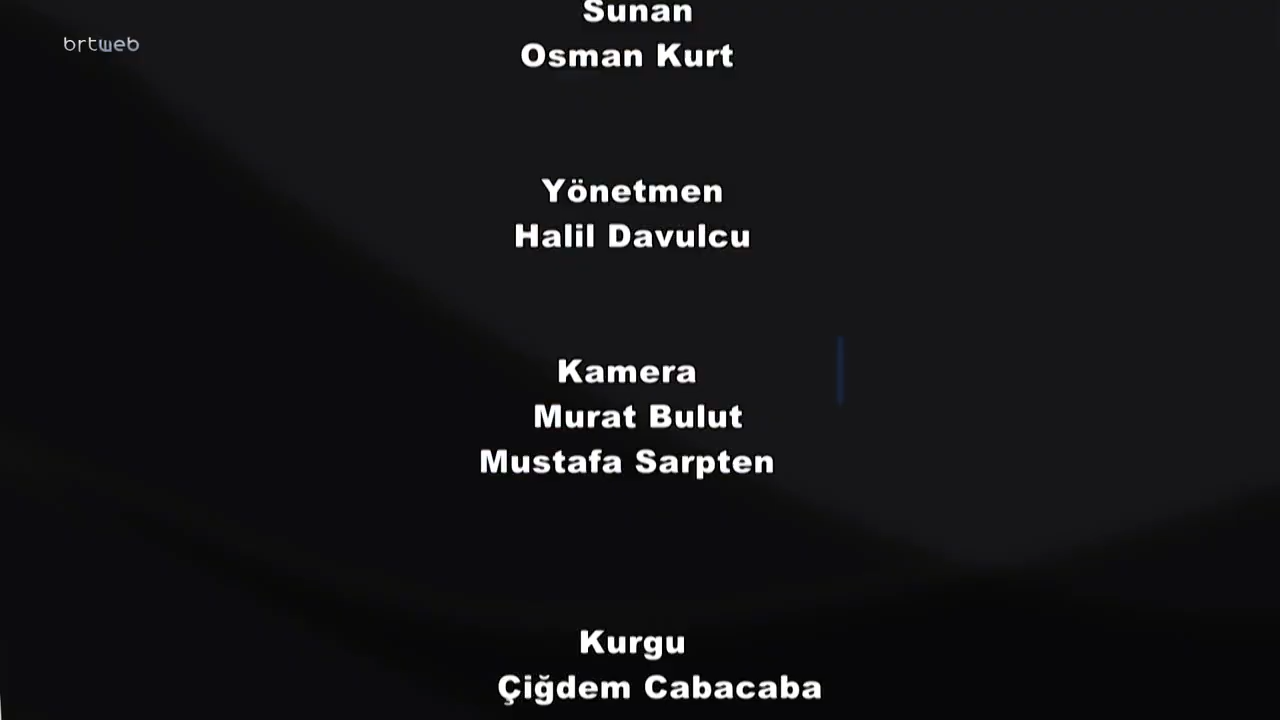 Sunan
brtweb
Osman Kurt
Yönetmen
Halil Davulcu
Kamera
Murat Bulut
Mustafa Sarpten
Kurgu
Çiğdem Cabacaba